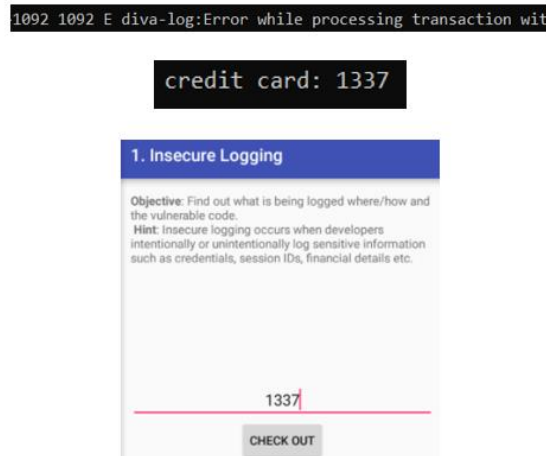 1092 1092 E diva-log:Error while processing transaction wit
credit card: 1337
1. Insecure Logging
Objective: Find out what is being logged where/how and
the vulnerable code.
Hint: Insecure logging occurs when developers
intentionally or unintentionally log sensitive information
such as credentials, session IDs, financial details etc.
1337
CHECK OUT